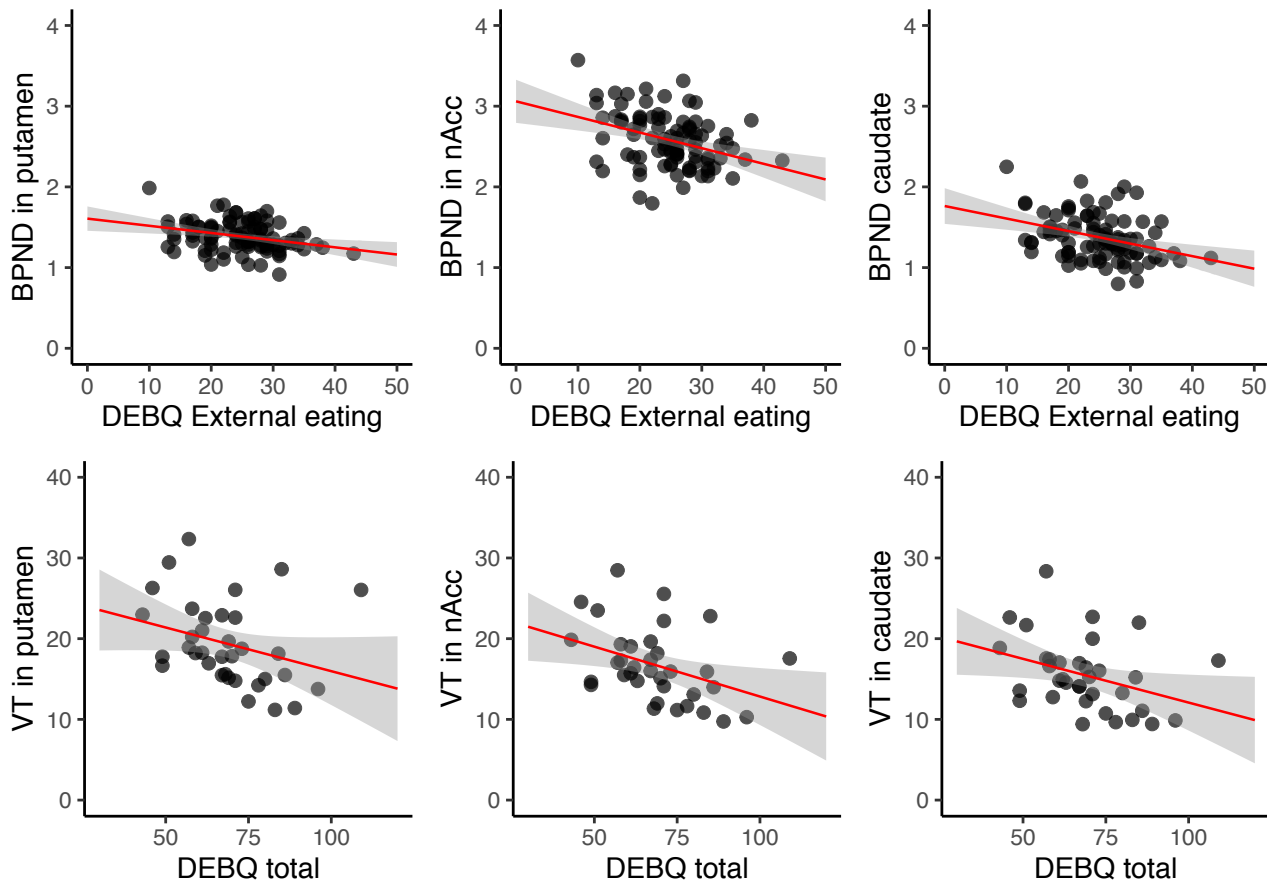 BPND in putamen
4
3
2
1
0
0 10 20 30 40 50
DEBQ External eating
BPND in nAcc
4
3
2
1
0
0 10 20 30 40 50
DEBQ External eating
BPND caudate
4
3
2
1
0
0 10 20 30 40 50
DEBQ External eating
VT in putamen
40
30
20
10
0
50 75 100
DEBQ total
VT in nAcc
40
30
20
10
0
50 75 100
DEBQ total
VT in caudate
40
30
20
10
0
50 75 100
DEBQ total